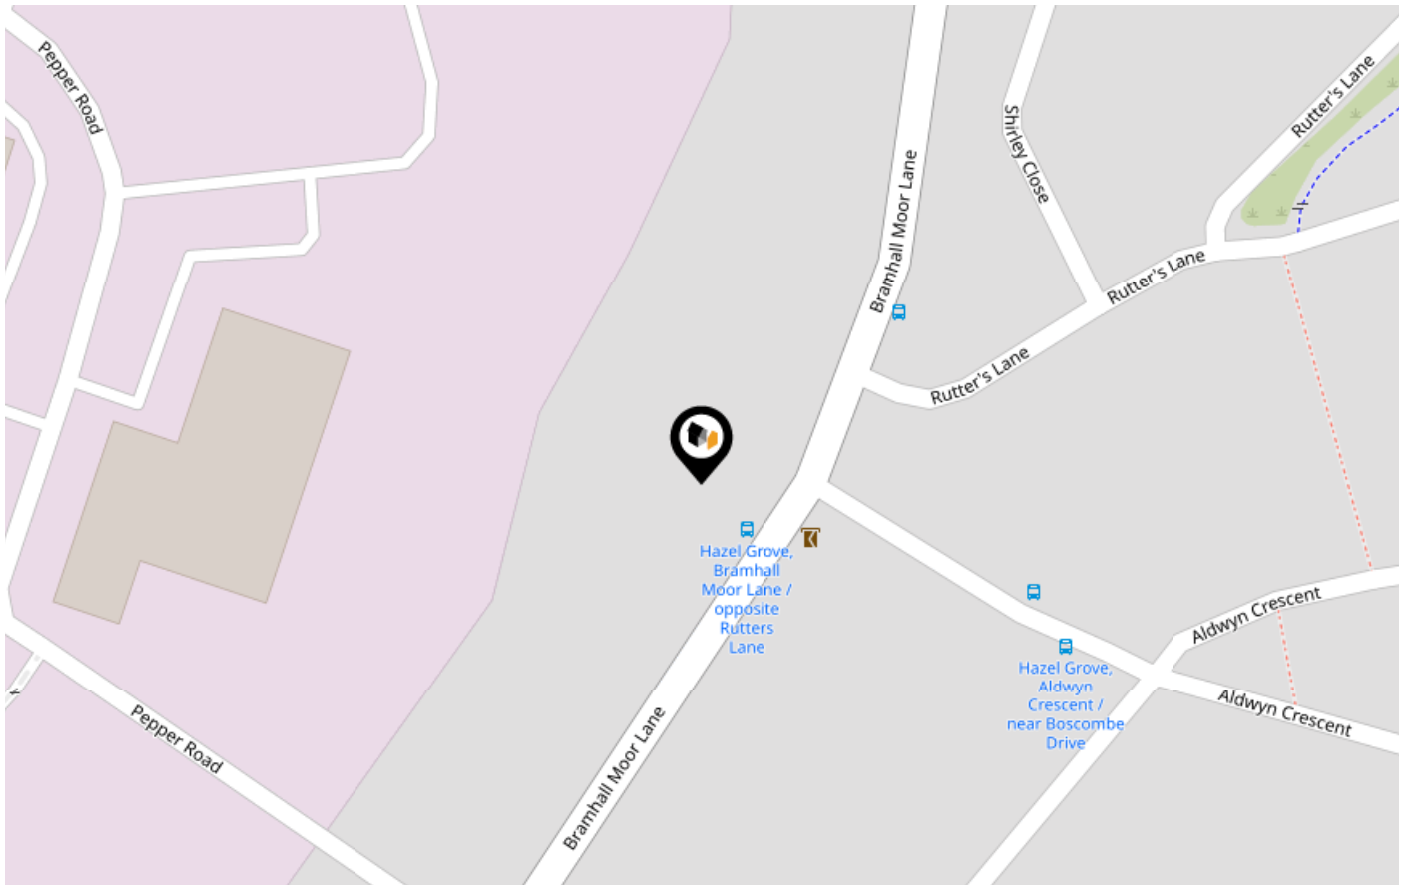 Pepper Road
Rutter's Lane
Shirley Close
Bramhall Moor Lane
Rutter's Lane
Rutter's Lane
Hazel Grove,
Bramhall
Moor Lane /
opposite
Rutters
Lane
Aldwyn Crescent
Hazel Grove,
Aldwyn
Crescent /
near Boscombe
Drive
Aldwyn Crescent
Pepper Road
Bramhall Moor Lane